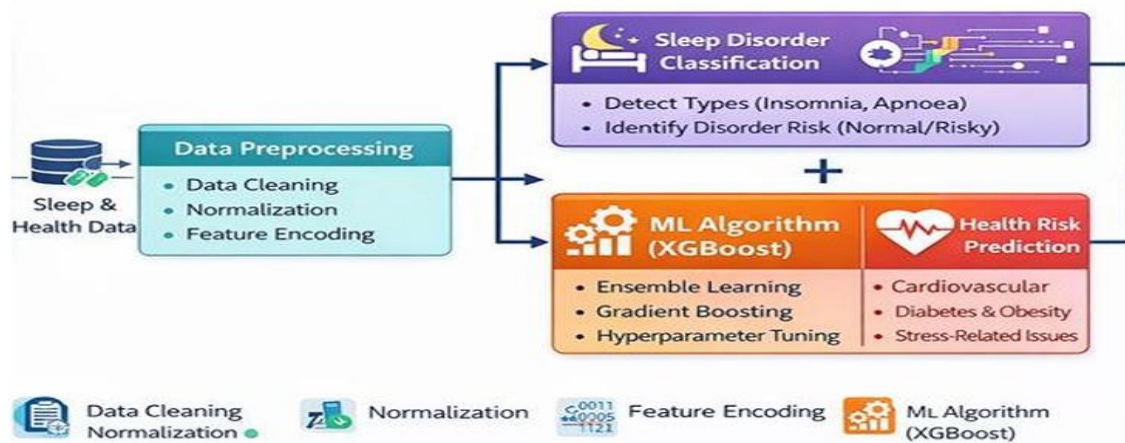 Sleep Disorder
Classification
• Detect Types (Insomnia, Apnoea)
• Identify Disorder Risk (Normal/Risky)
Sleep &
Health Data
Data Preprocessing
• Data Cleaning
• Normalization
• Feature Encoding
+
ML Algorithm
(XGBoost)
• Ensemble Learning
• Gradient Boosting
• Hyperparameter Tuning
Health Risk
Prediction
• Cardiovascular
• Diabetes & Obesity
• Stress-Related Issues
Data Cleaning
Normalization
Normalization
Feature Encoding
ML Algorithm
(XGBoost)